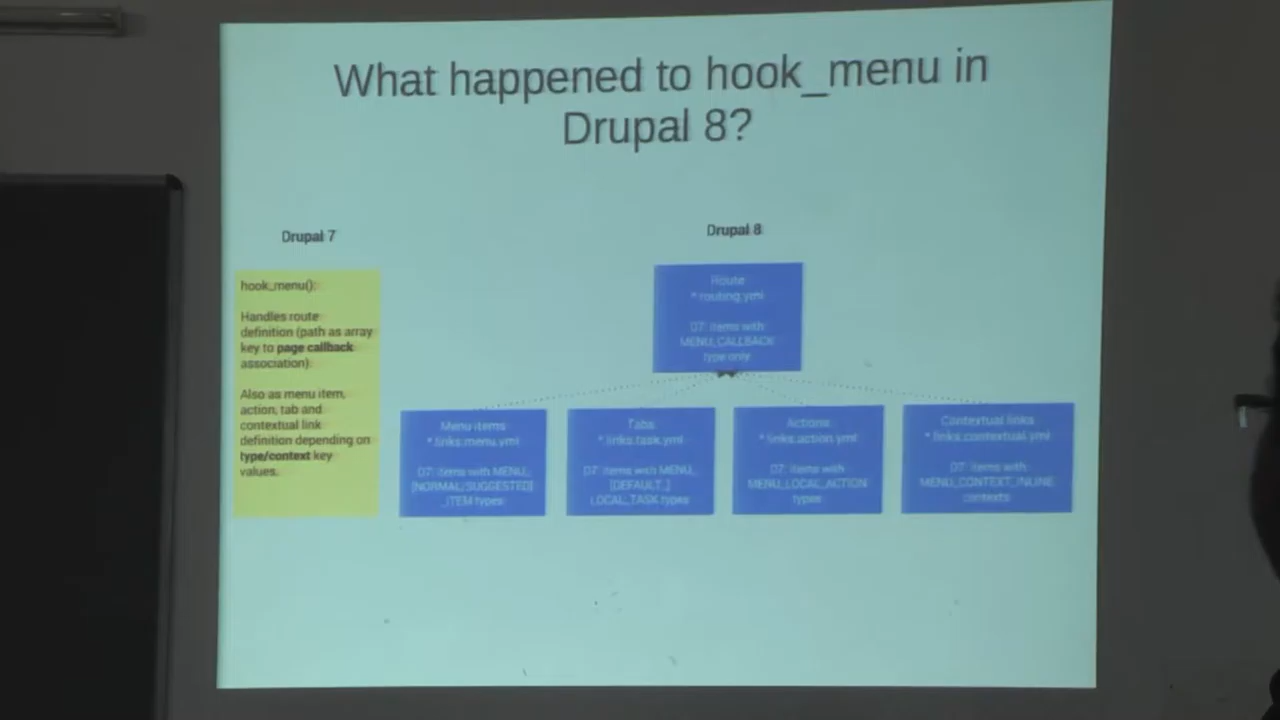 What happened to hook_menu in
Drupal 8?
Drupal 7
Drupal 8
hook_menu():
Handles route
definition (path as array
key to page callback
association).
Also as menu item,
action, tab and
contextual link
definition depending on
type/context key
values.
Route
*.routing.yml
D7: items with
MENU_CALLBACK
type only
Menu items
*.links.menu.yml
D7: items with MENU_
[NORMAL/SUGGESTED]
_ITEM types
Tabs
*.links.task.yml
D7: items with MENU_
[DEFAULT_]
LOCAL_TASK types
Actions
*.links.action.yml
D7: items with
MENU_LOCAL_ACTION
types
Contextual links
*.links.contextual.yml
D7: items with
MENU_CONTEXT_INLINE
contexts